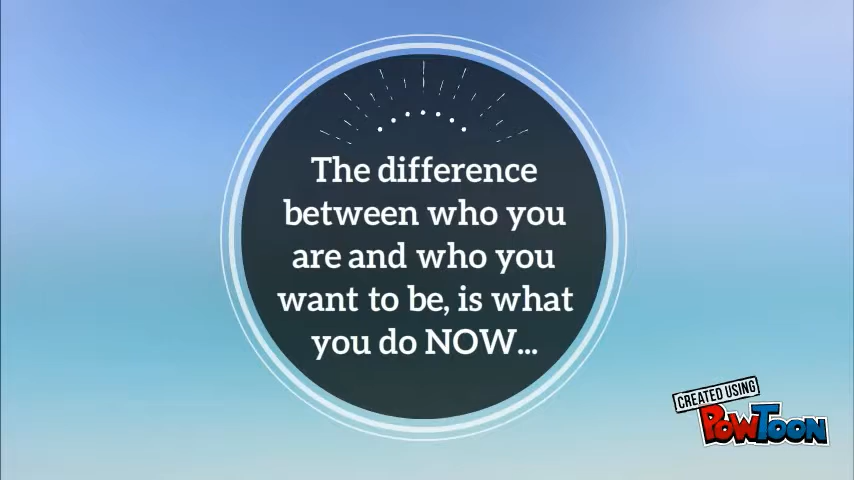 The difference
between who you
are and who you
want to be, is what
you do NOW...
CREATED USING
POWTOON